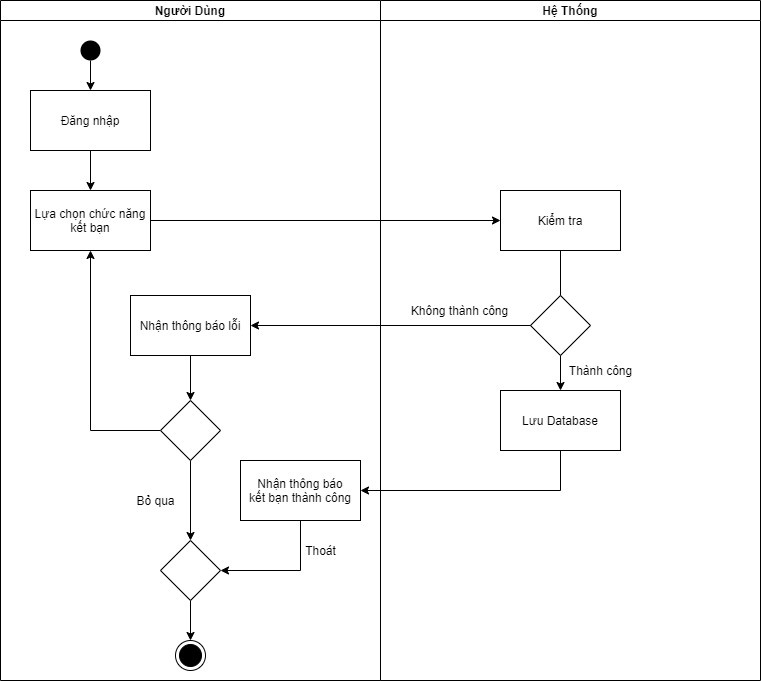 Người Dùng
Hệ Thống
Đăng nhập
Lựa chọn chức năng
kết bạn
Kiểm tra
Không thành công
Nhận thông báo lỗi
Thành công
Lưu Database
Nhận thông báo
kết bạn thành công
Bỏ qua
Thoát